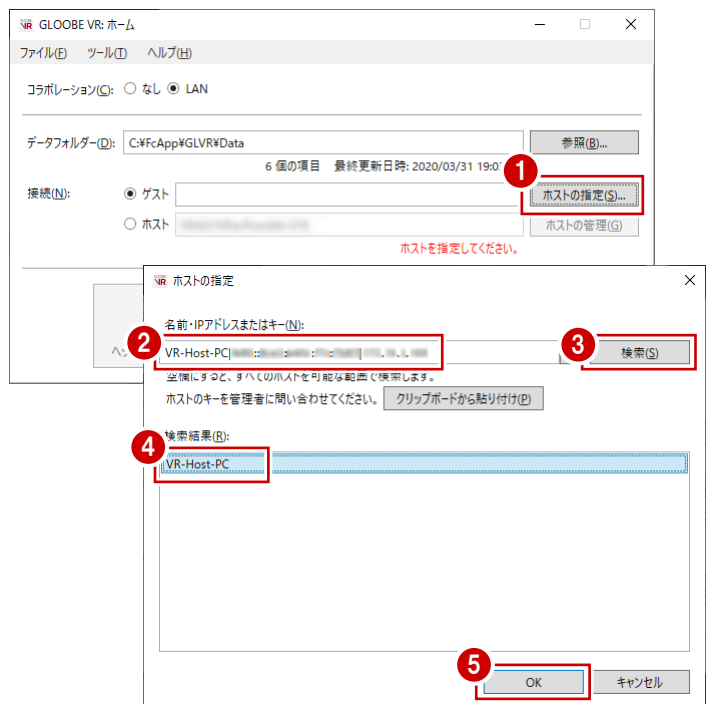 VR GLOOBE VR: ホーム
ファイル(F) ツール(T) ヘルプ(H)
コラボレーション(C): なし LAN
データフォルダー(D): C:¥FcApp¥GLVR¥Data 参照(B)...
6 個の項目 最終更新日時: 2020/03/31 19:0
1
接続(N): ゲスト ホストの指定(S)...
ホスト ホストの管理(G)
ホストを指定してください。
VR ホストの指定
名前・IPアドレスまたはキー(N):
2
VR-Host-PC
3
検索(S)
空欄にすると、すべてのホストを可能な範囲で検索します。
ホストのキーを管理者に問い合わせてください。 クリップボードから貼り付け(P)
検索結果(R):
4
VR-Host-PC
5
OK キャンセル